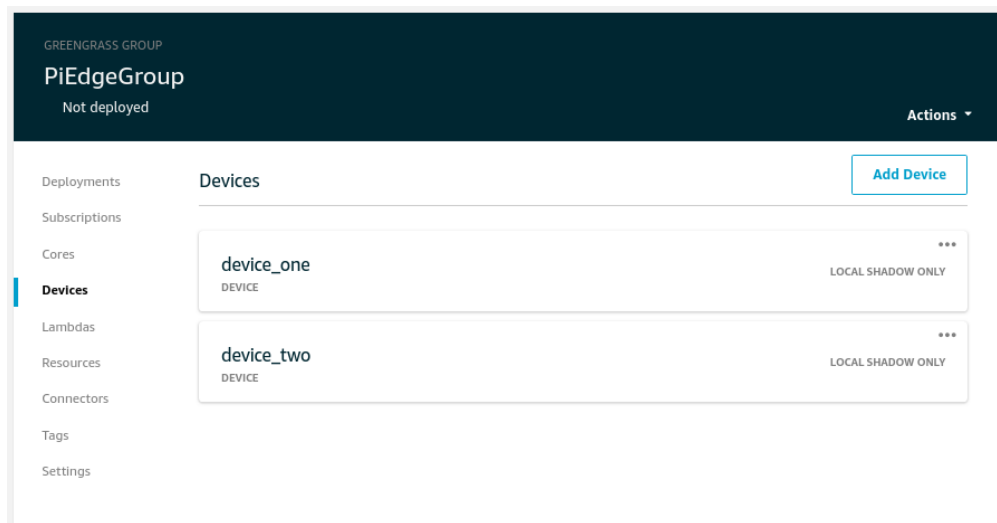 GREENGRASS GROUP
PiEdgeGroup
Not deployed
Actions
Deployments
Subscriptions
Cores
Devices
Lambdas
Resources
Connectors
Tags
Settings
Devices
Add Device
device_one
DEVICE
LOCAL SHADOW ONLY
device_two
DEVICE
LOCAL SHADOW ONLY